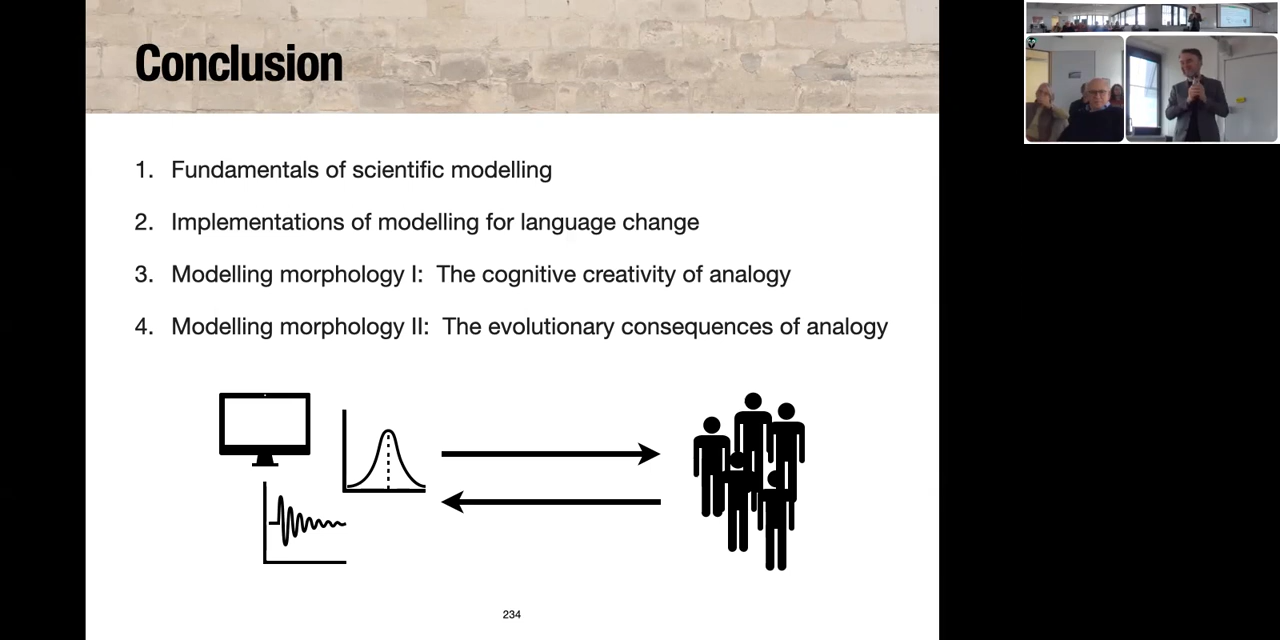 Conclusion
1. Fundamentals of scientific modelling
2. Implementations of modelling for language change
3. Modelling morphology I: The cognitive creativity of analogy
4. Modelling morphology II: The evolutionary consequences of analogy
234